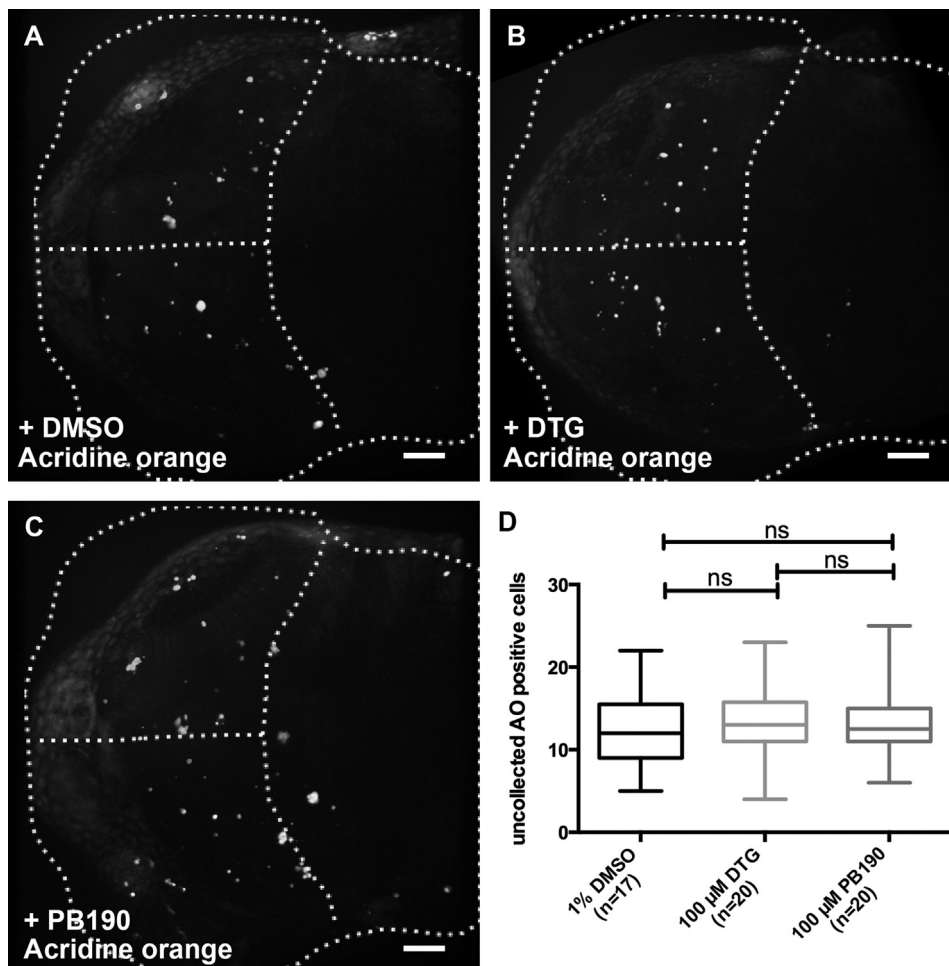 A
+ DMSO
Acridine orange
B
+ DTG
Acridine orange
C
+ PB190
Acridine orange
D
ns
ns
ns
uncollected AO positive cells
30
20
10
0
1% DMSO
(n=17)
100 µM DTG
(n=20)
100 µM PB190
(n=20)